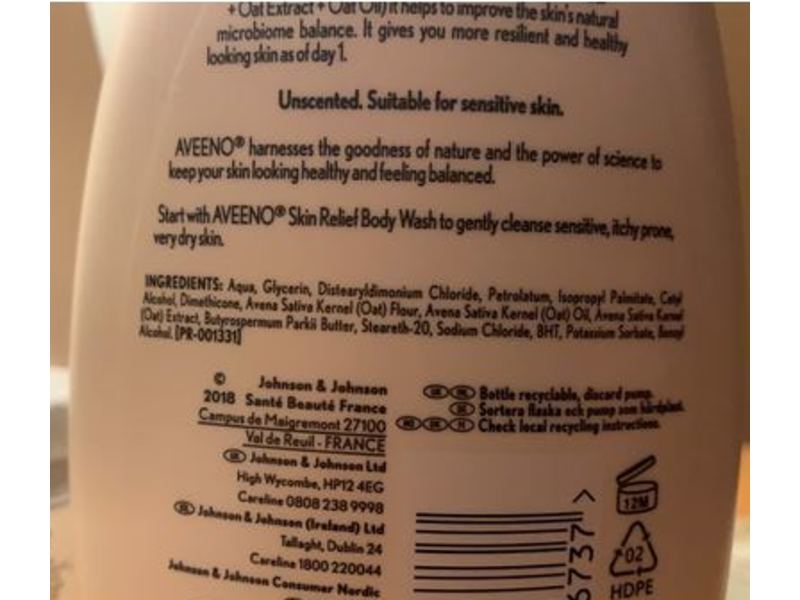 + Oat Extract + Oat Oil) it helps to improve the skin's natural
microbiome balance. It gives you more resilient and healthy
looking skin as of day 1.
Unscented. Suitable for sensitive skin.
AVEENO® harnesses the goodness of nature and the power of science to
keep your skin looking healthy and feeling balanced.
Start with AVEENO® Skin Relief Body Wash to gently cleanse sensitive, itchy prone,
very dry skin.
INGREDIENTS: Aqua, Glycerin, Distearyldimonium Chloride, Petrolatum, Isopropyl Palmitate, Cetyl
Alcohol, Dimethicone, Avena Sativa Kernel (Oat) Flour, Avena Sativa Kernel (Oat) Oil, Avena Sativa Kernel
(Oat) Extract, Butyrospermum Parkii Butter, Steareth-20, Sodium Chloride, BHT, Potassium Sorbate, Benzyl
Alcohol. [PR-001331]
© Johnson & Johnson
2018 Santé Beauté France
Campus de Maigremont 27100
Val de Reuil - FRANCE
Johnson & Johnson Ltd
High Wycombe, HP12 4EG
Careline 0808 238 9998
Johnson & Johnson (Ireland) Ltd
Tallaght, Dublin 24
Careline 1800 220044
Johnson & Johnson Consumer Nordic
Bottle recyclable, discard pump.
Sortera flaska och pump som hårdplast.
Check local recycling instructions.
6737 >
12M
02
HDPE